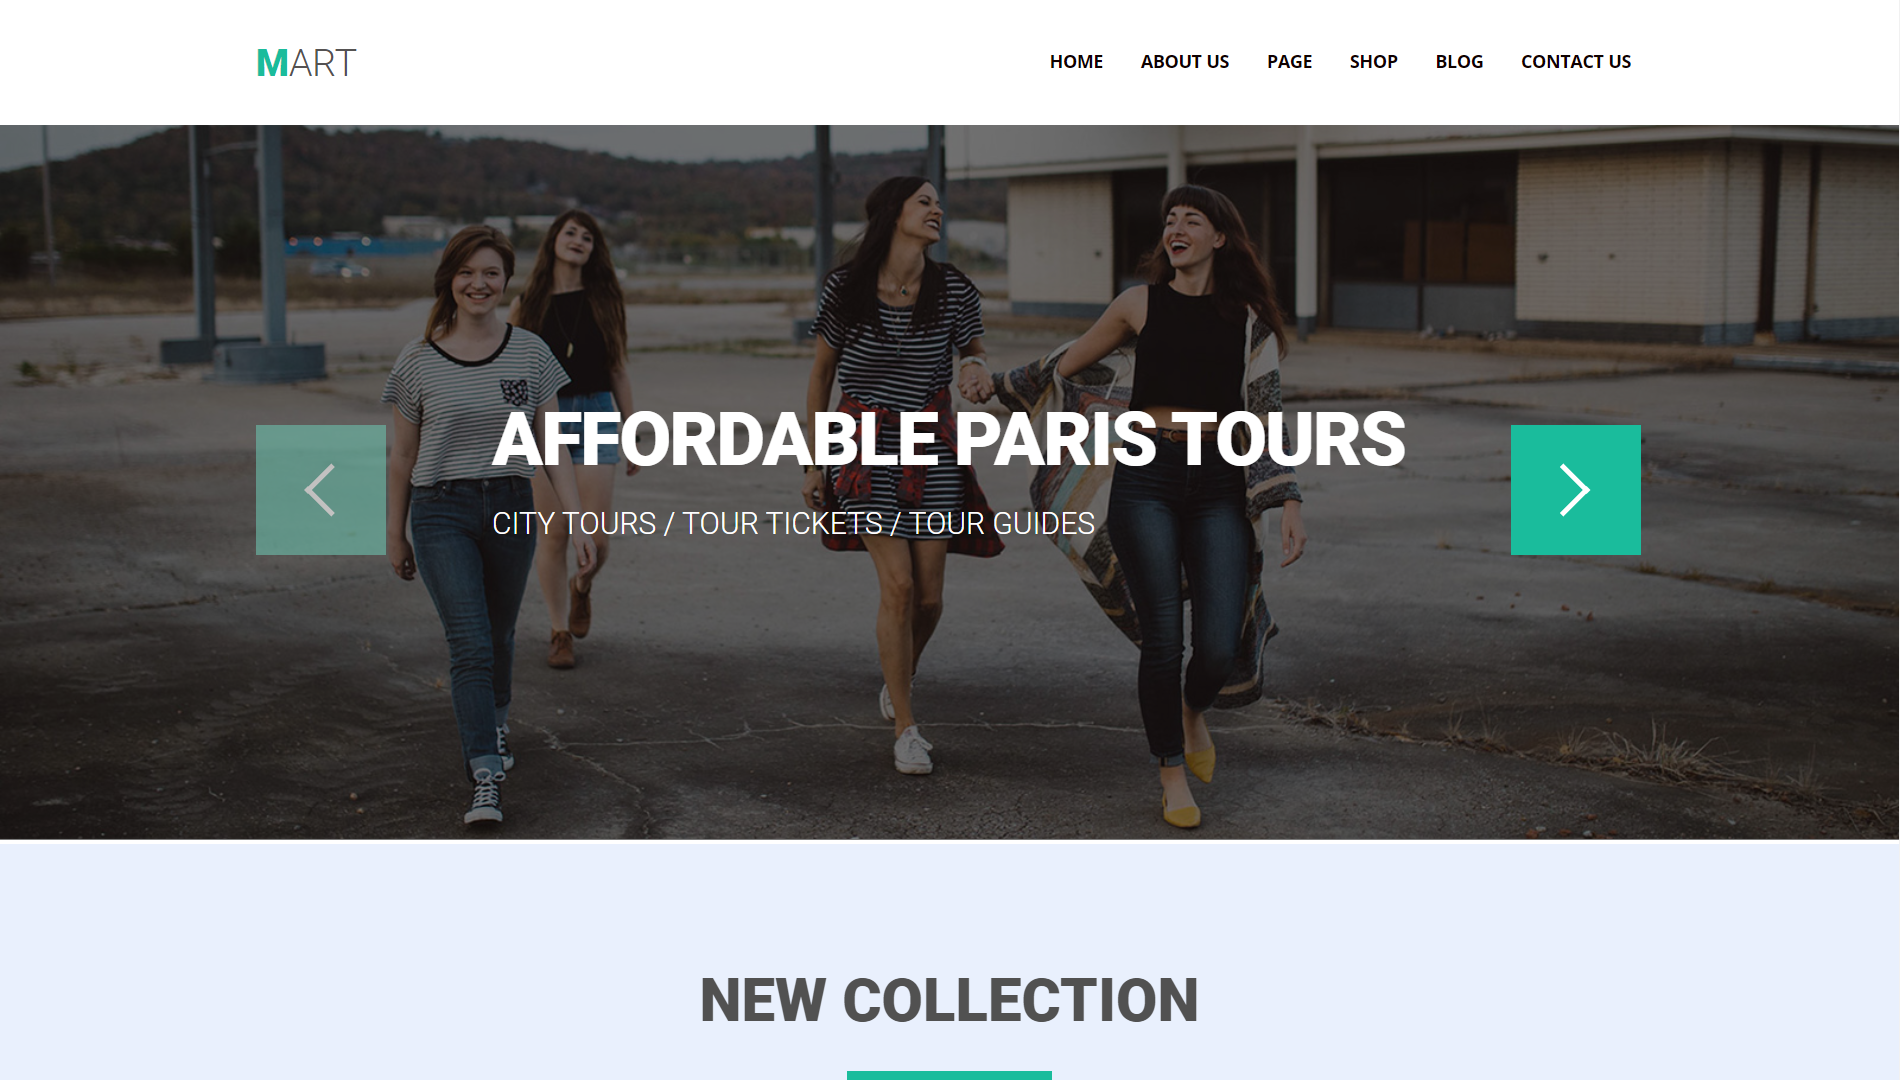 MART
HOME ABOUT US PAGE SHOP BLOG CONTACT US
AFFORDABLE PARIS TOURS
CITY TOURS / TOUR TICKETS / TOUR GUIDES
NEW COLLECTION